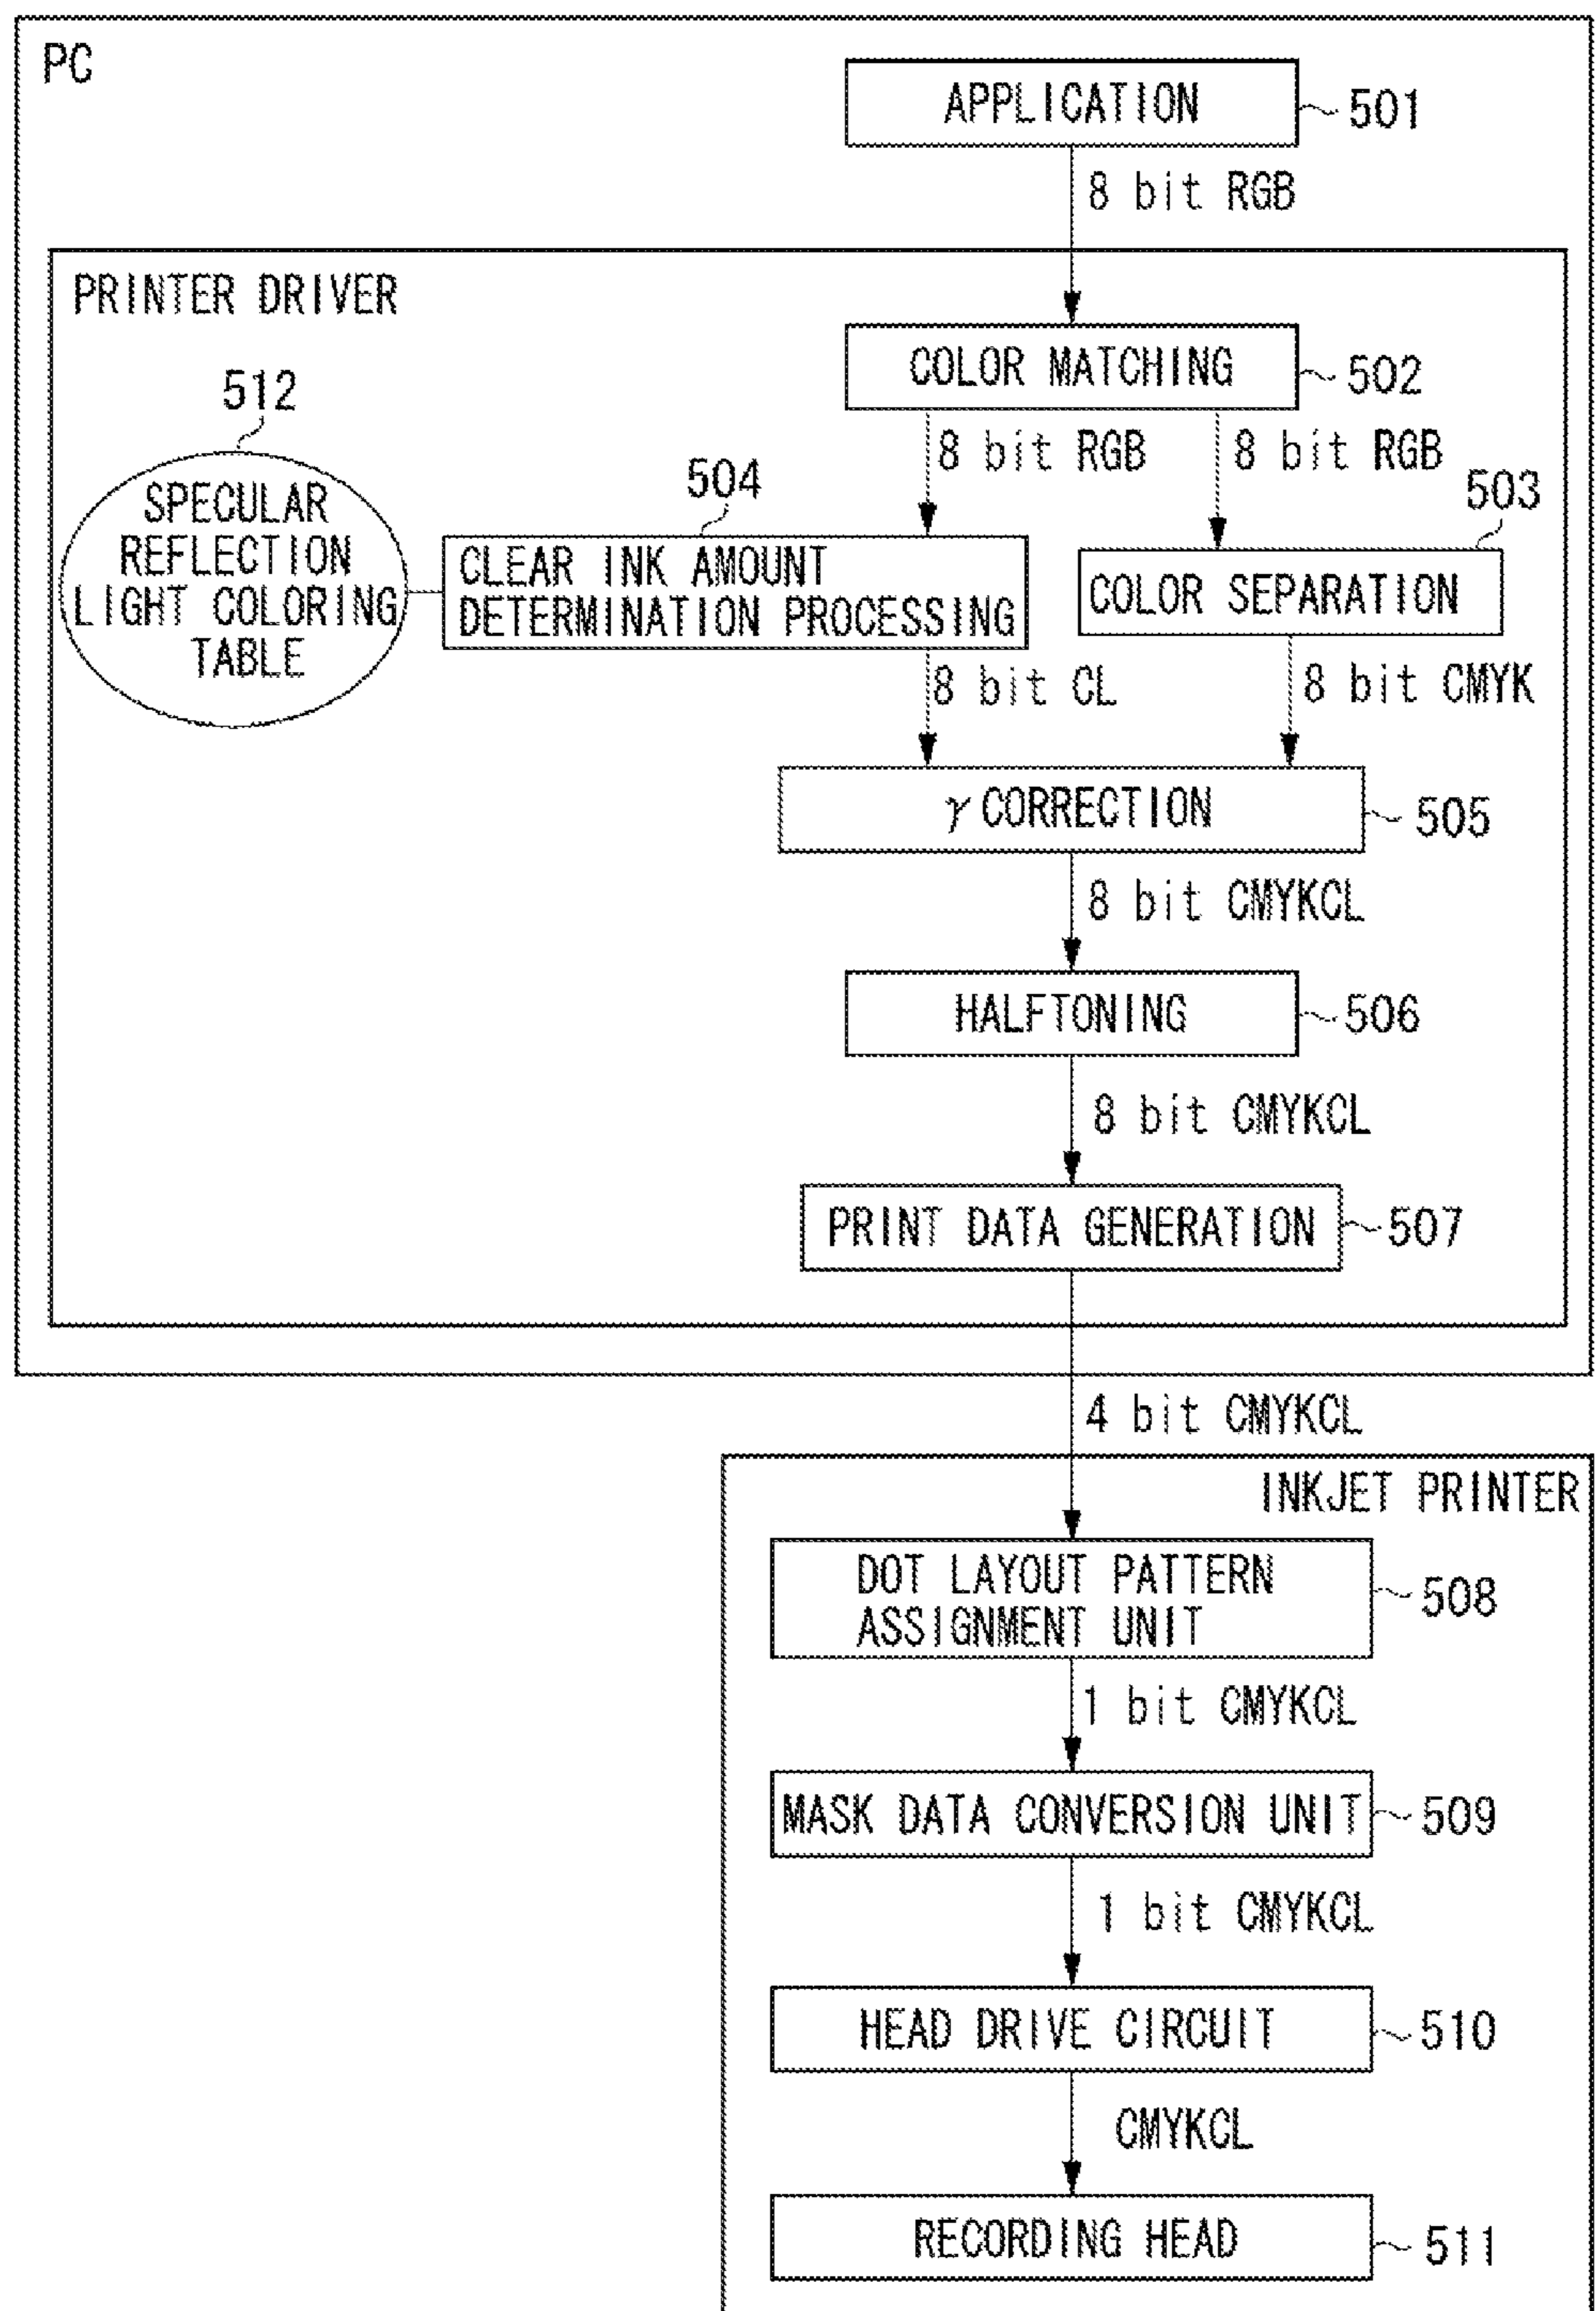 PC
APPLICATION
501
8 bit RGB
PRINTER DRIVER
COLOR MATCHING
502
512
8 bit RGB
8 bit RGB
504
503
SPECULAR
REFLECTION
LIGHT COLORING
TABLE
CLEAR INK AMOUNT
DETERMINATION PROCESSING
COLOR SEPARATION
8 bit CL
8 bit CMYK
γ CORRECTION
505
8 bit CMYKCL
HALFTONING
506
8 bit CMYKCL
PRINT DATA GENERATION
507
4 bit CMYKCL
INKJET PRINTER
DOT LAYOUT PATTERN
ASSIGNMENT UNIT
508
1 bit CMYKCL
MASK DATA CONVERSION UNIT
509
1 bit CMYKCL
HEAD DRIVE CIRCUIT
510
CMYKCL
RECORDING HEAD
511